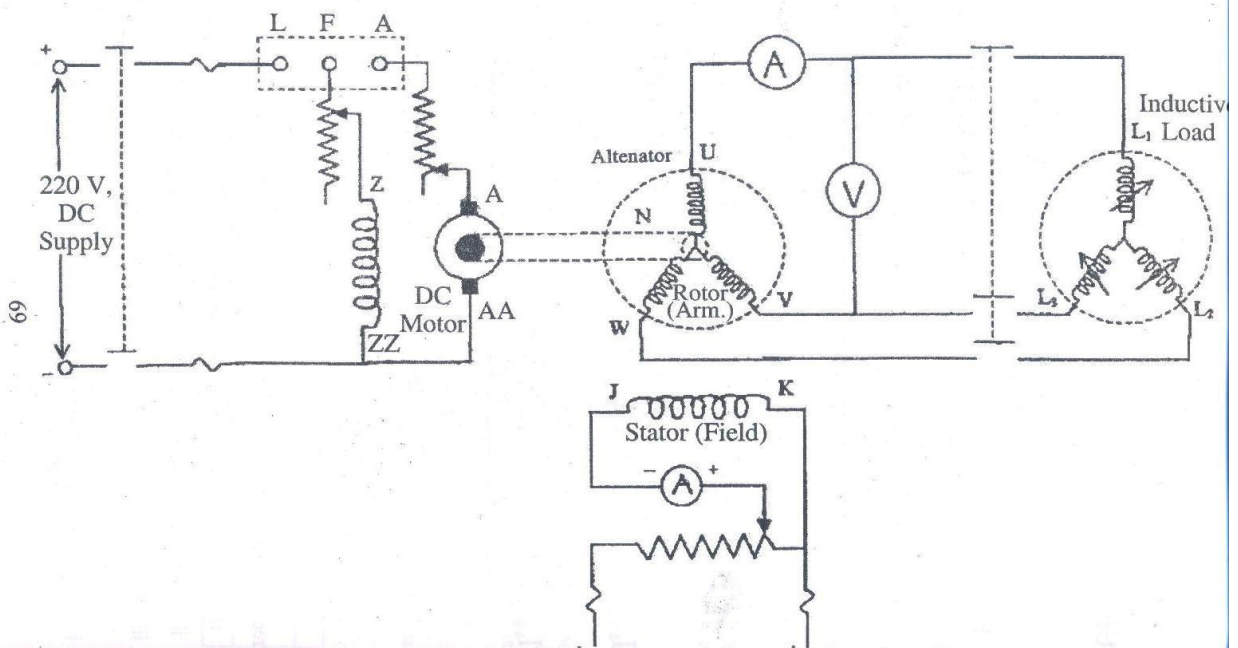 L F A
+
220 V,
DC
Supply
-
Z
ZZ
A
AA
DC
Motor
69
A
V
Altenator
U
N
Rotor
(Arm.)
V
W
Inductiv
L₁ Load
L₃
L₂
J K
Stator (Field)
- A +